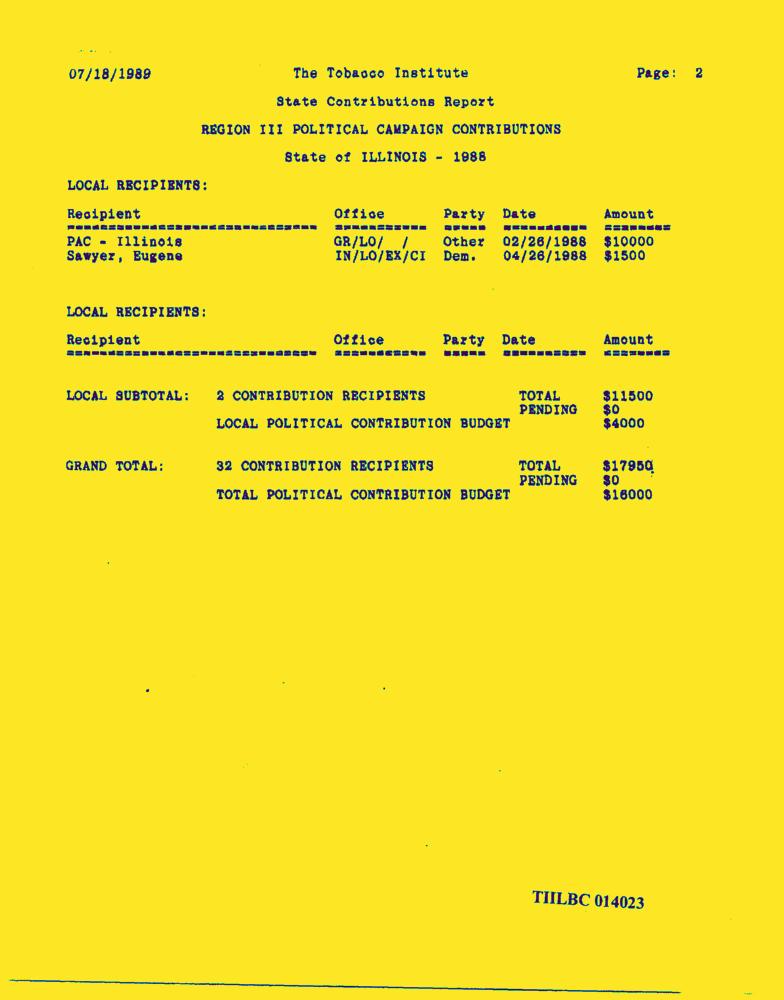 07/18/1989 The Tobacco Institute Page: 2
State Contributions Report
REGION III POLITICAL CAMPAIGN CONTRIBUTIONS
State of ILLINOIS - 1988
LOCAL RECIPIENTS:
Recipient Office Party Date Amount
============================== =========== ===== ========== ========
PAC - Illinois GR/LO/ / Other 02/26/1988 $10000
Sawyer, Eugene IN/LO/EX/CI Dem. 04/26/1988 $1500
LOCAL RECIPIENTS:
Recipient Office Party Date Amount
============================== =========== ===== ========== ========
LOCAL SUBTOTAL: 2 CONTRIBUTION RECIPIENTS TOTAL $11500
PENDING $0
LOCAL POLITICAL CONTRIBUTION BUDGET $4000
GRAND TOTAL: 32 CONTRIBUTION RECIPIENTS TOTAL $17950
PENDING $0
TOTAL POLITICAL CONTRIBUTION BUDGET $16000
TIILBC 014023